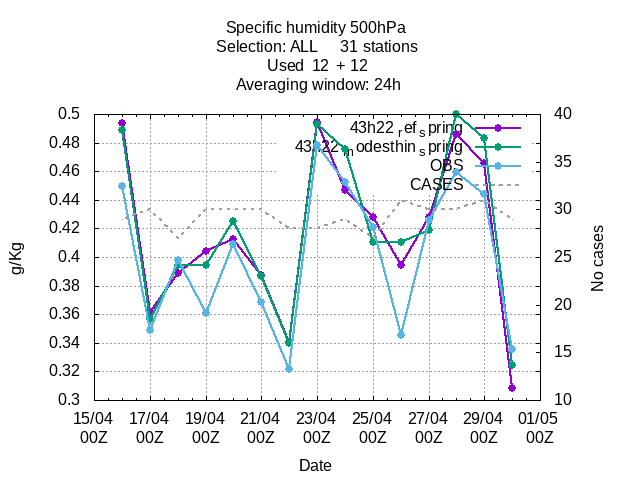 Specific humidity 500hPa
Selection: ALL 31 stations
Used 12 + 12
Averaging window: 24h
0.5
0.48
0.46
0.44
0.42
0.4
0.38
0.36
0.34
0.32
0.3
g/Kg
43h22 ref spring
43h22 modesthin spring
OBS
CASES
40
35
30
25
20
15
10
No cases
15/04 17/04 19/04 21/04 23/04 25/04 27/04 29/04 01/05
00Z 00Z 00Z 00Z 00Z 00Z 00Z 00Z 00Z
Date